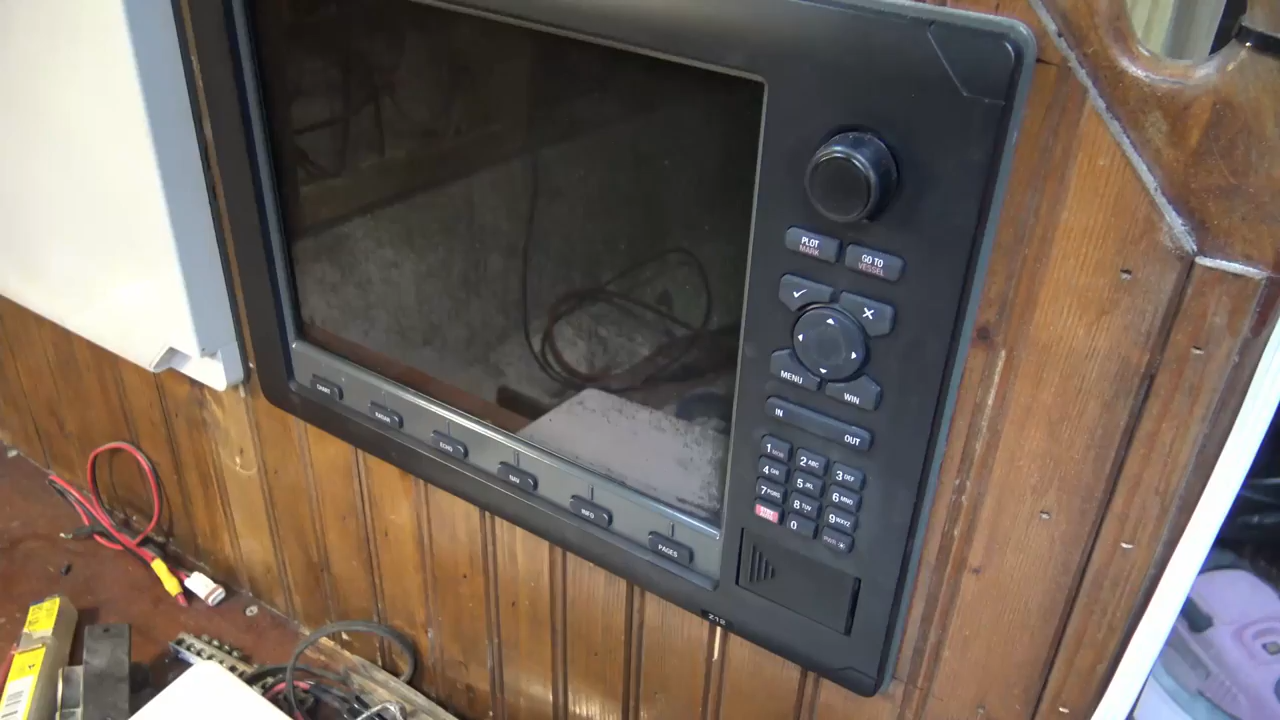 PLOT
MARK
GO TO
VESSEL
MENU
WIN
IN
OUT
1
2 ABC
3 DEF
4 GHI
5 JKL
6 MNO
7 PQRS
8 TUV
9 WXYZ
0
PWR
CHART
RADAR
ECHO
NAV
INFO
PAGES